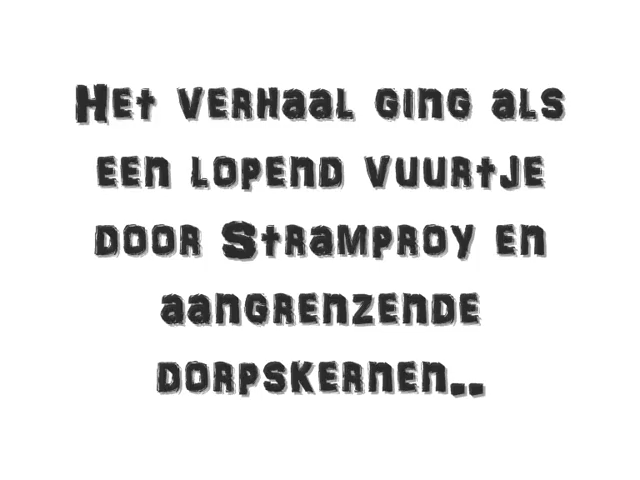 Het verhaal ging als
een lopend vuurtje
door Stramproy en
aangrenzende
dorpskernen..